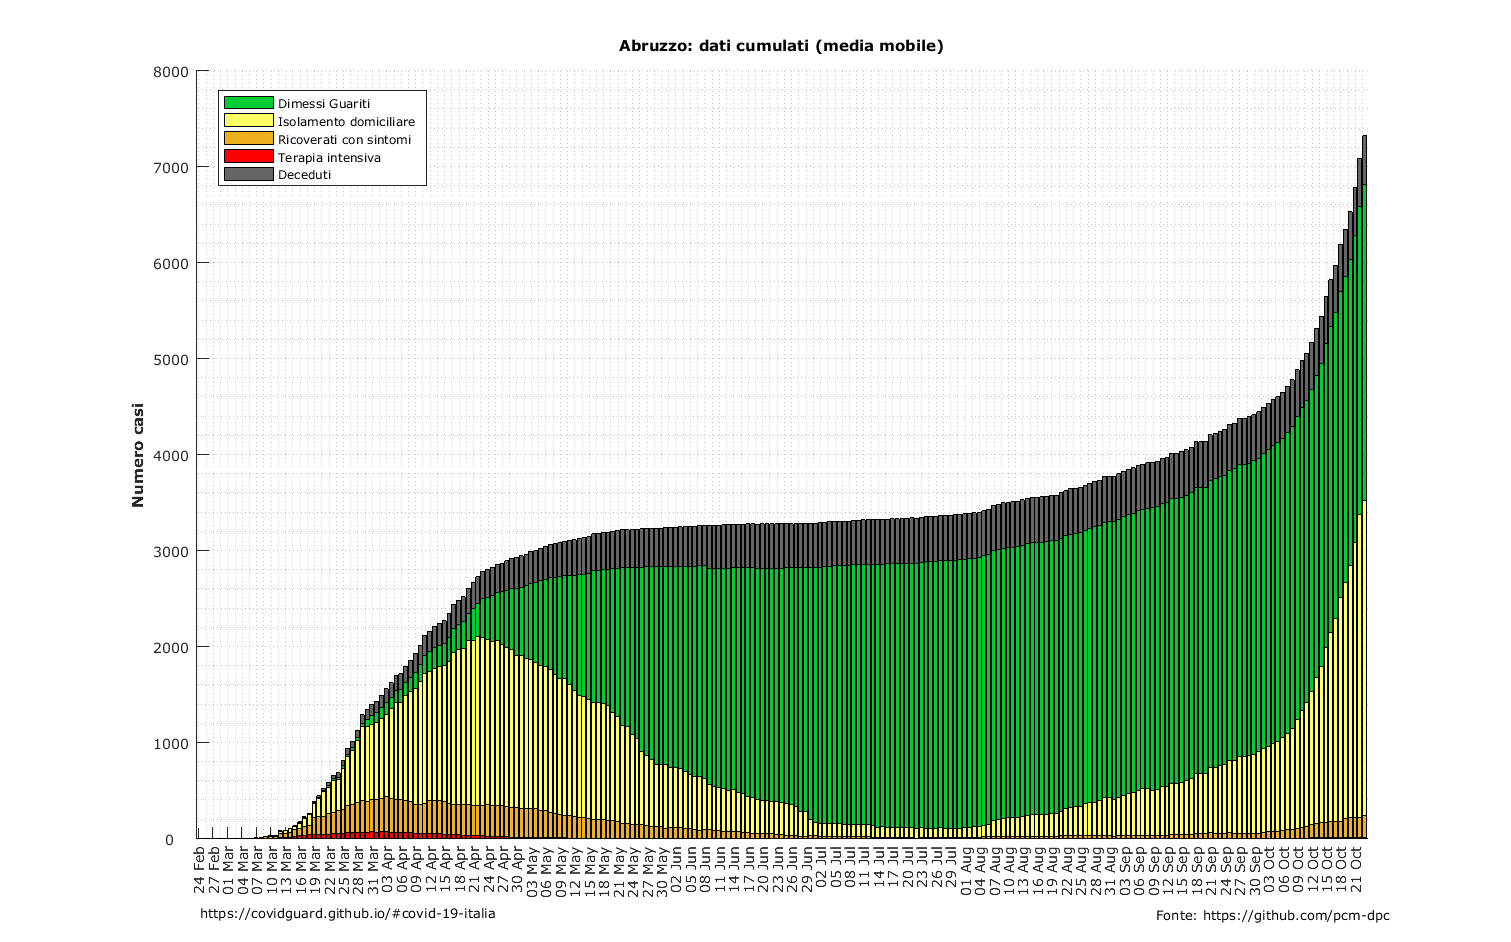 Abruzzo: dati cumulati (media mobile)
8000
7000
6000
5000
4000
3000
2000
1000
0
Numero casi
Dimessi Guariti
Isolamento domiciliare
Ricoverati con sintomi
Terapia intensiva
Deceduti
24 Feb
27 Feb
01 Mar
04 Mar
07 Mar
10 Mar
13 Mar
16 Mar
19 Mar
22 Mar
25 Mar
28 Mar
31 Mar
03 Apr
06 Apr
09 Apr
12 Apr
15 Apr
18 Apr
21 Apr
24 Apr
27 Apr
30 Apr
03 May
06 May
09 May
12 May
15 May
18 May
21 May
24 May
27 May
30 May
02 Jun
05 Jun
08 Jun
11 Jun
14 Jun
17 Jun
20 Jun
23 Jun
26 Jun
29 Jun
02 Jul
05 Jul
08 Jul
11 Jul
14 Jul
17 Jul
20 Jul
23 Jul
26 Jul
29 Jul
01 Aug
04 Aug
07 Aug
10 Aug
13 Aug
16 Aug
19 Aug
22 Aug
25 Aug
28 Aug
31 Aug
03 Sep
06 Sep
09 Sep
12 Sep
15 Sep
18 Sep
21 Sep
24 Sep
27 Sep
30 Sep
03 Oct
06 Oct
09 Oct
12 Oct
15 Oct
18 Oct
21 Oct
https://covidguard.github.io/#covid-19-italia
Fonte: https://github.com/pcm-dpc